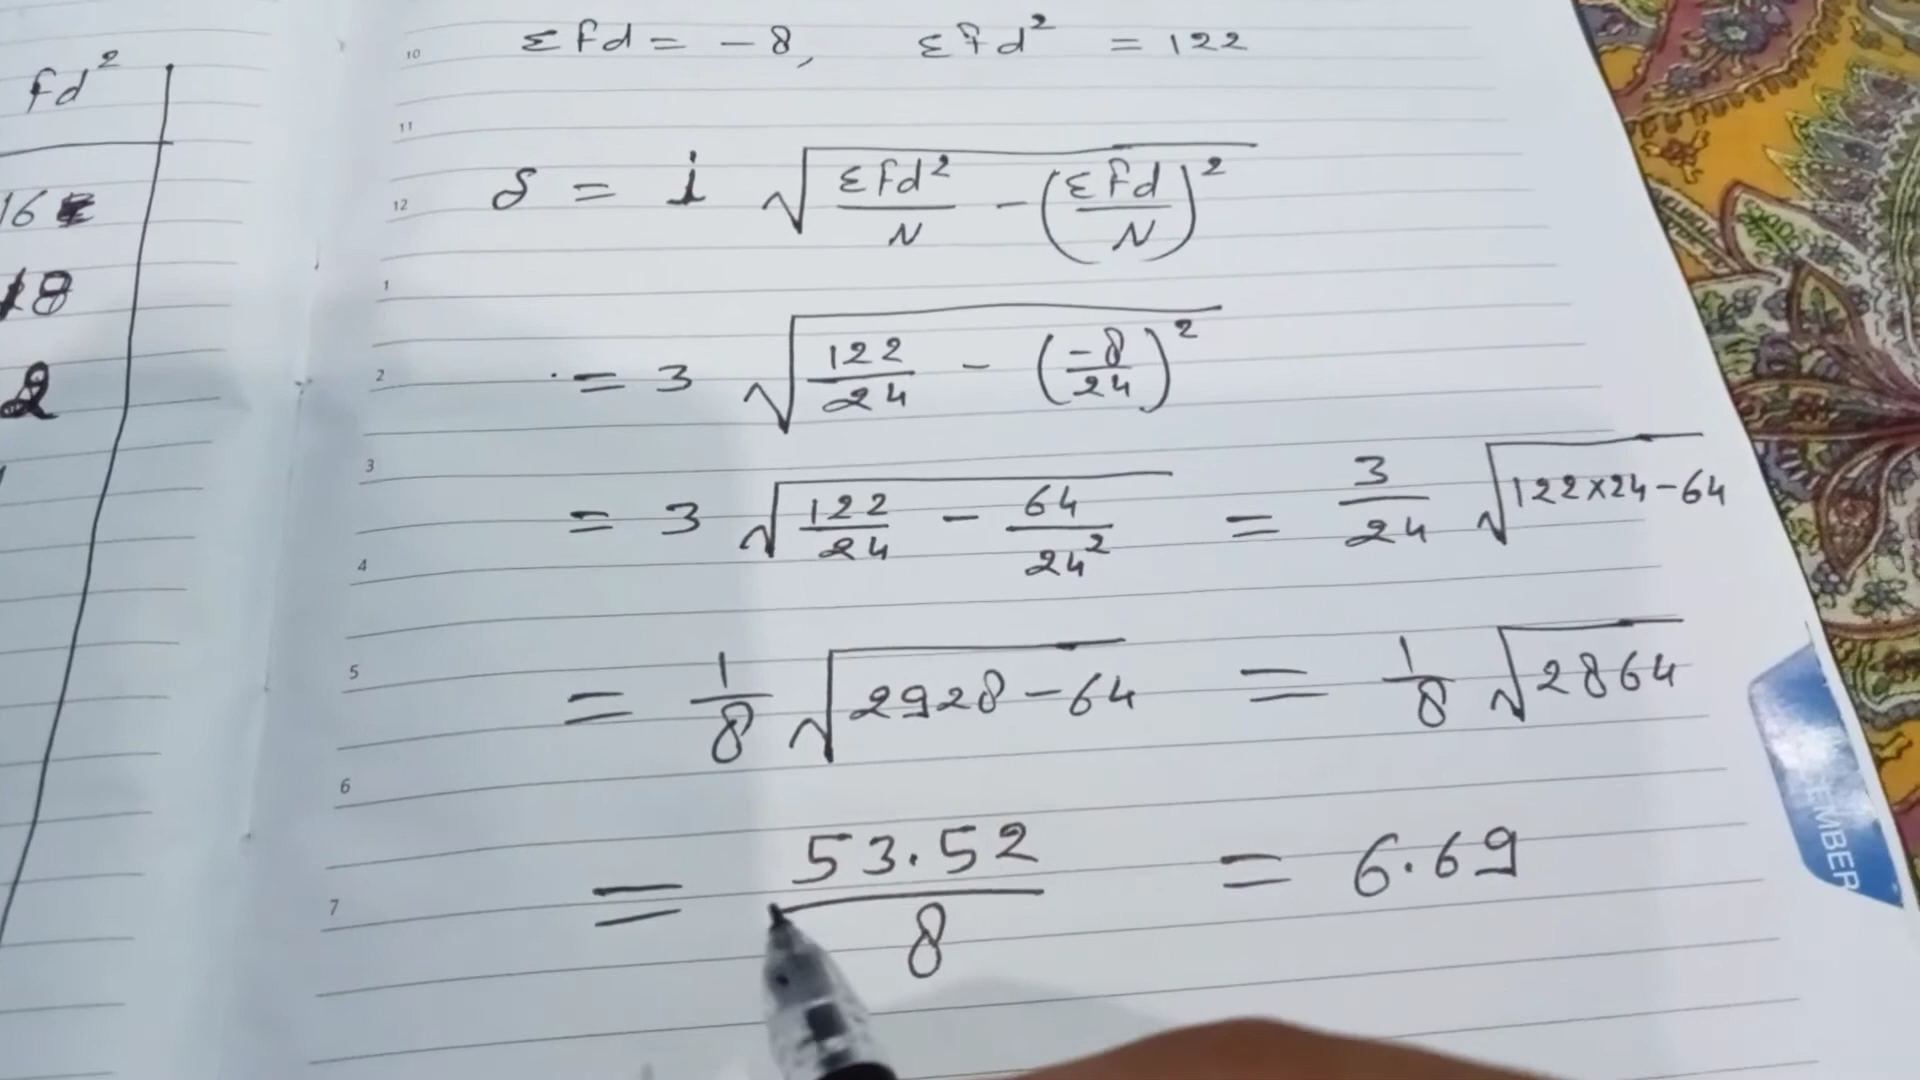 fd²
16
18
2
10 Σfd = -8, Σfd² = 122
11
12 δ = i √(Σfd²/N - (Σfd/N)²)
1
2 = 3 √(122/24 - (-8/24)²)
3
= 3 √(122/24 - 64/24²) = 3/24 √(122×24-64)
4
5 = 1/8 √(2928-64) = 1/8 √2864
6
7 = 53.52/8 = 6.69
EMBER